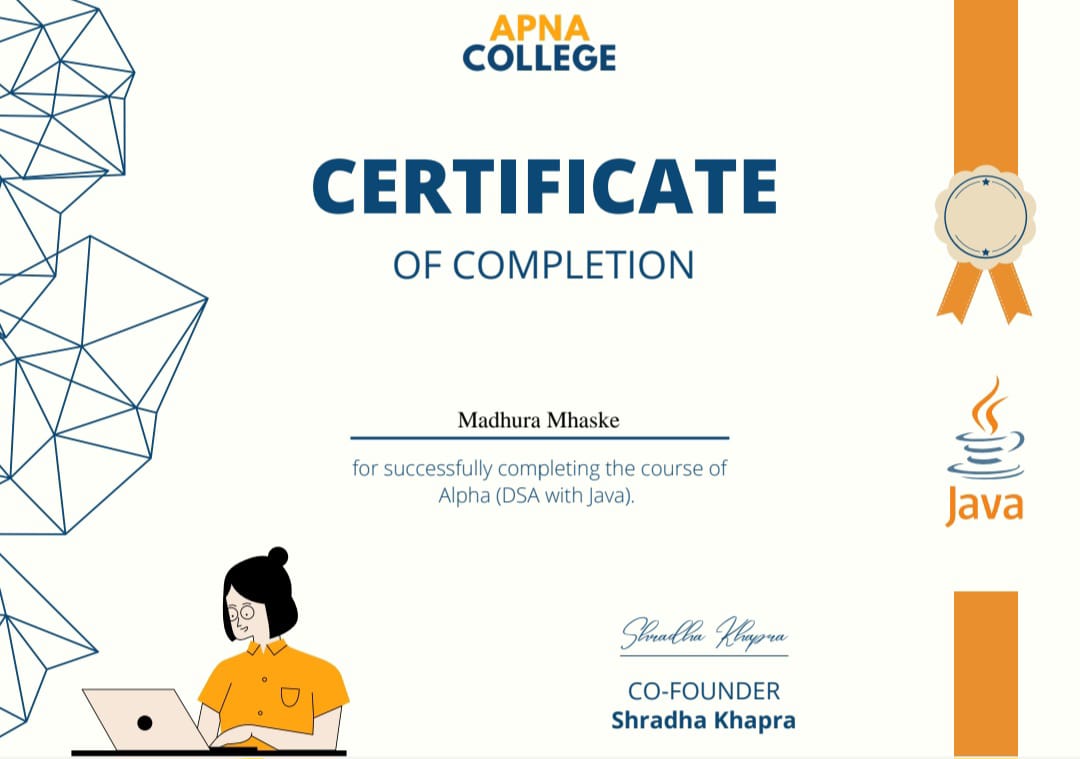 APNA
COLLEGE
CERTIFICATE
OF COMPLETION
Madhura Mhaske
for successfully completing the course of
Alpha (DSA with Java).
Java
Shradha Khapra
CO-FOUNDER
Shradha Khapra